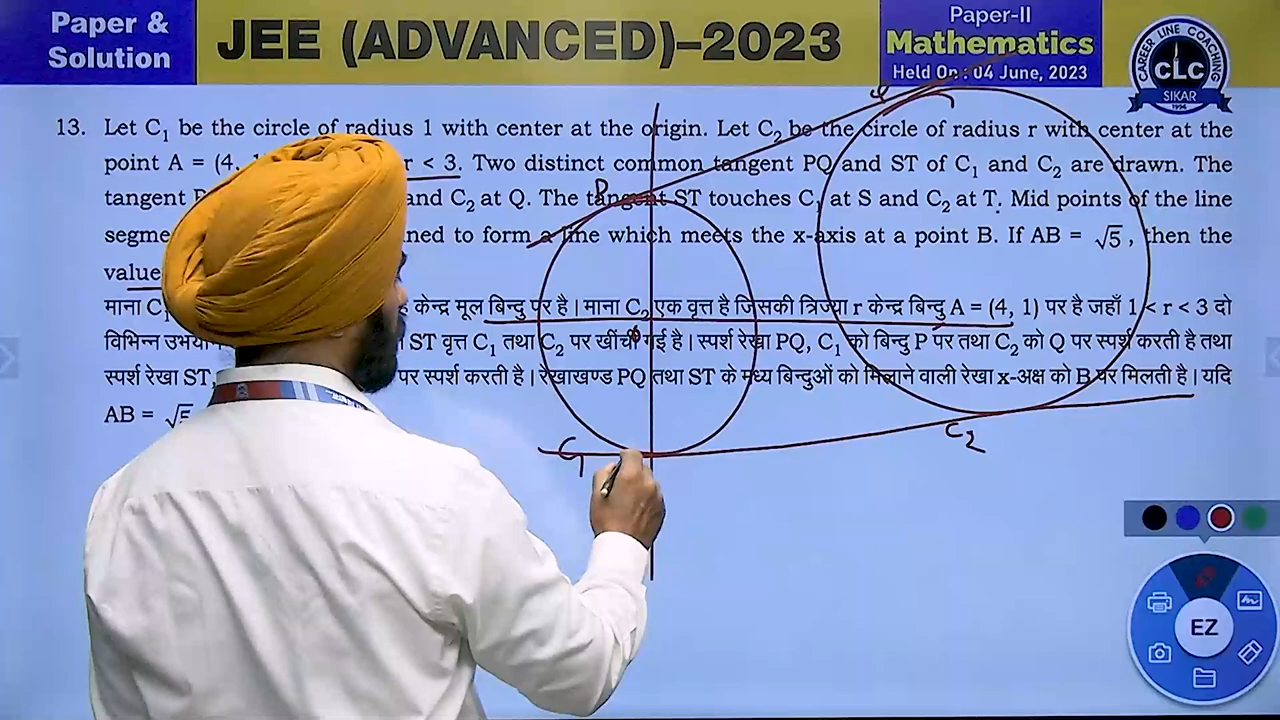 Paper &
Solution
JEE (ADVANCED)–2023
Paper-II
Mathematics
Held On : 04 June, 2023
CAREER LINE COACHING
CLC
SIKAR
1996
13. Let C₁ be the circle of radius 1 with center at the origin. Let C₂ be the circle of radius r with center at the
point A = (4, r < 3. Two distinct common tangent PQ and ST of C₁ and C₂ are drawn. The
tangent and C₂ at Q. The tangent ST touches C₁ at S and C₂ at T. Mid points of the line
to form a line which meets the x-axis at a point B. If AB = √5, then the
value
माना C₁ केन्द्र मूल बिन्दु पर है। माना C₂ एक वृत्त है जिसकी त्रिज्या r केन्द्र बिन्दु A = (4, 1) पर है जहाँ 1 < r < 3 दो
विभिन्न ST वृत्त C₁ तथा C₂ पर खींची गई है। स्पर्श रेखा PQ, C₁ को बिन्दु P पर तथा C₂ को Q पर स्पर्श करती है तथा
स्पर्श रेखा ST, पर स्पर्श करती है। रेखाखण्ड PQ तथा ST के मध्य बिन्दुओं को मिलाने वाली रेखा x-अक्ष को B पर मिलती है। यदि
AB = √5
P
C₁
C₂
EZ